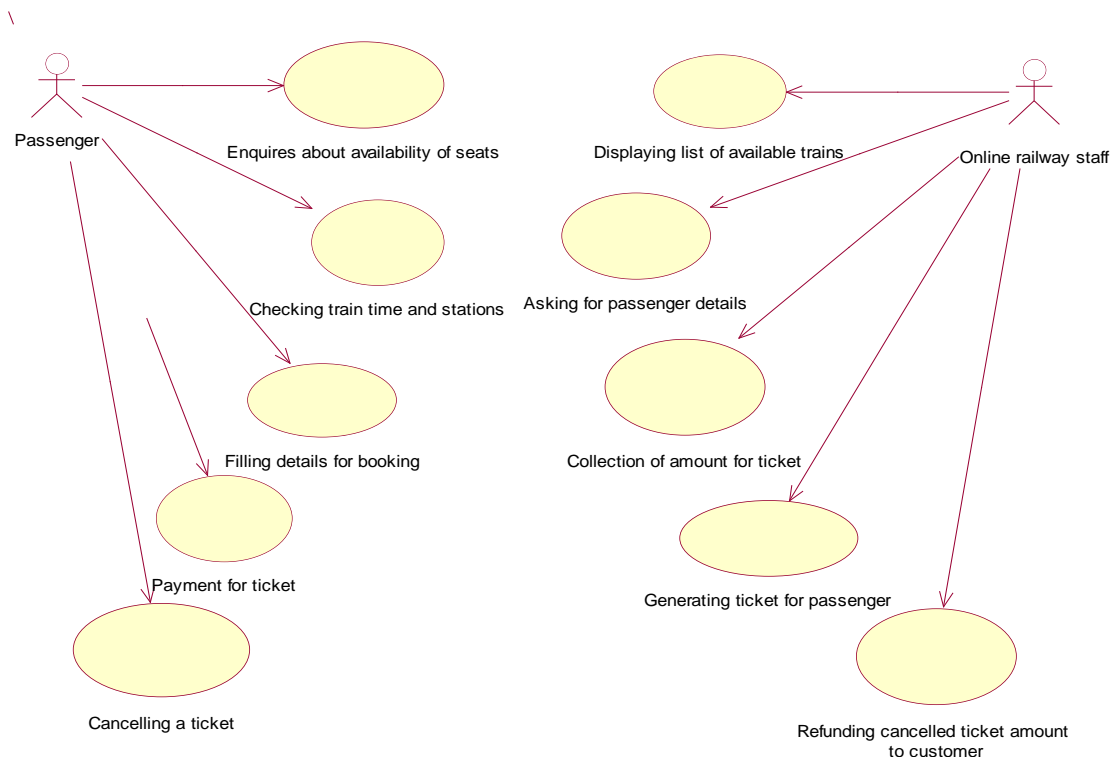 \
Passenger
Enquires about availability of seats
Displaying list of available trains
Online railway staff
Checking train time and stations
Asking for passenger details
Filling details for booking
Collection of amount for ticket
Payment for ticket
Generating ticket for passenger
Cancelling a ticket
Refunding cancelled ticket amount
to customer